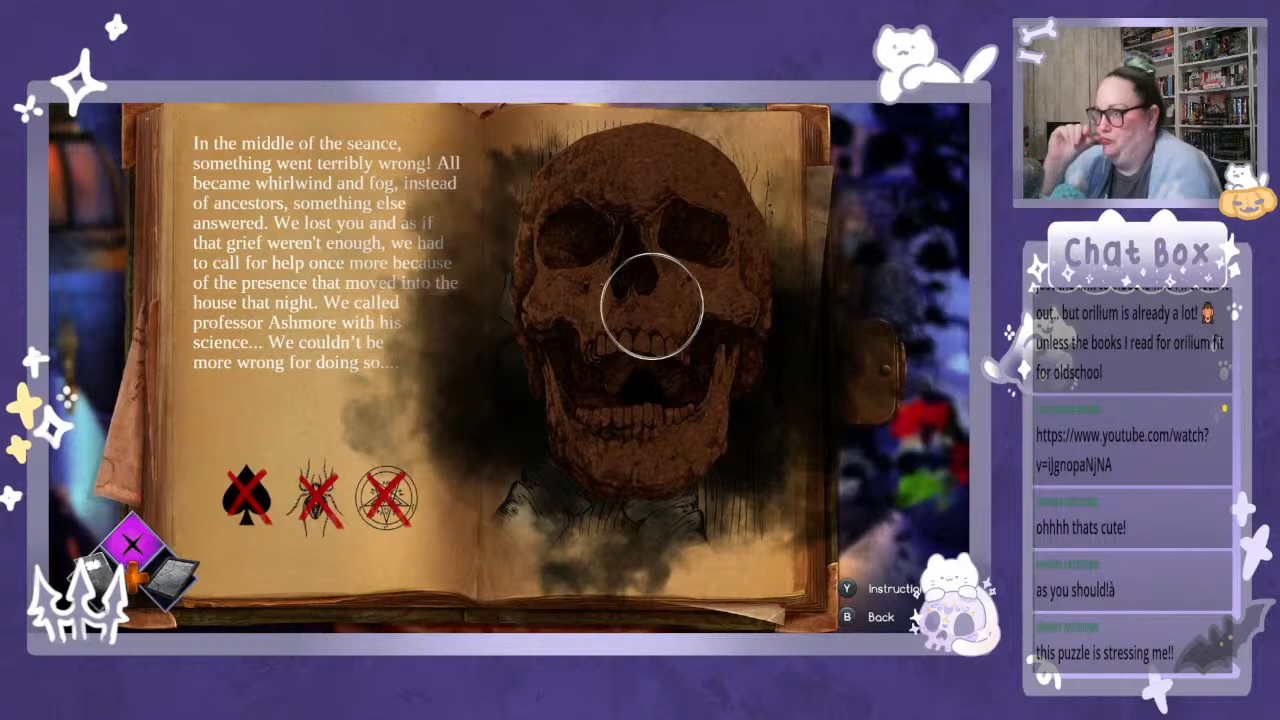 In the middle of the seance,
something went terribly wrong! All
became whirlwind and fog, instead
of ancestors, something else
answered. We lost you and as if
that grief weren't enough, we had
to call for help once more because
of the presence that moved into the
house that night. We called
professor Ashmore with his
science... We couldn't be
more wrong for doing so....
Y
B Back
Chat Box
out.. but orilium is already a lot!
unless the books I read for orilium fit
for oldschool
https://www.youtube.com/watch?
v=iJgnopaNjNA
ohhhh thats cute!
as you should!à
this puzzle is stressing me!!